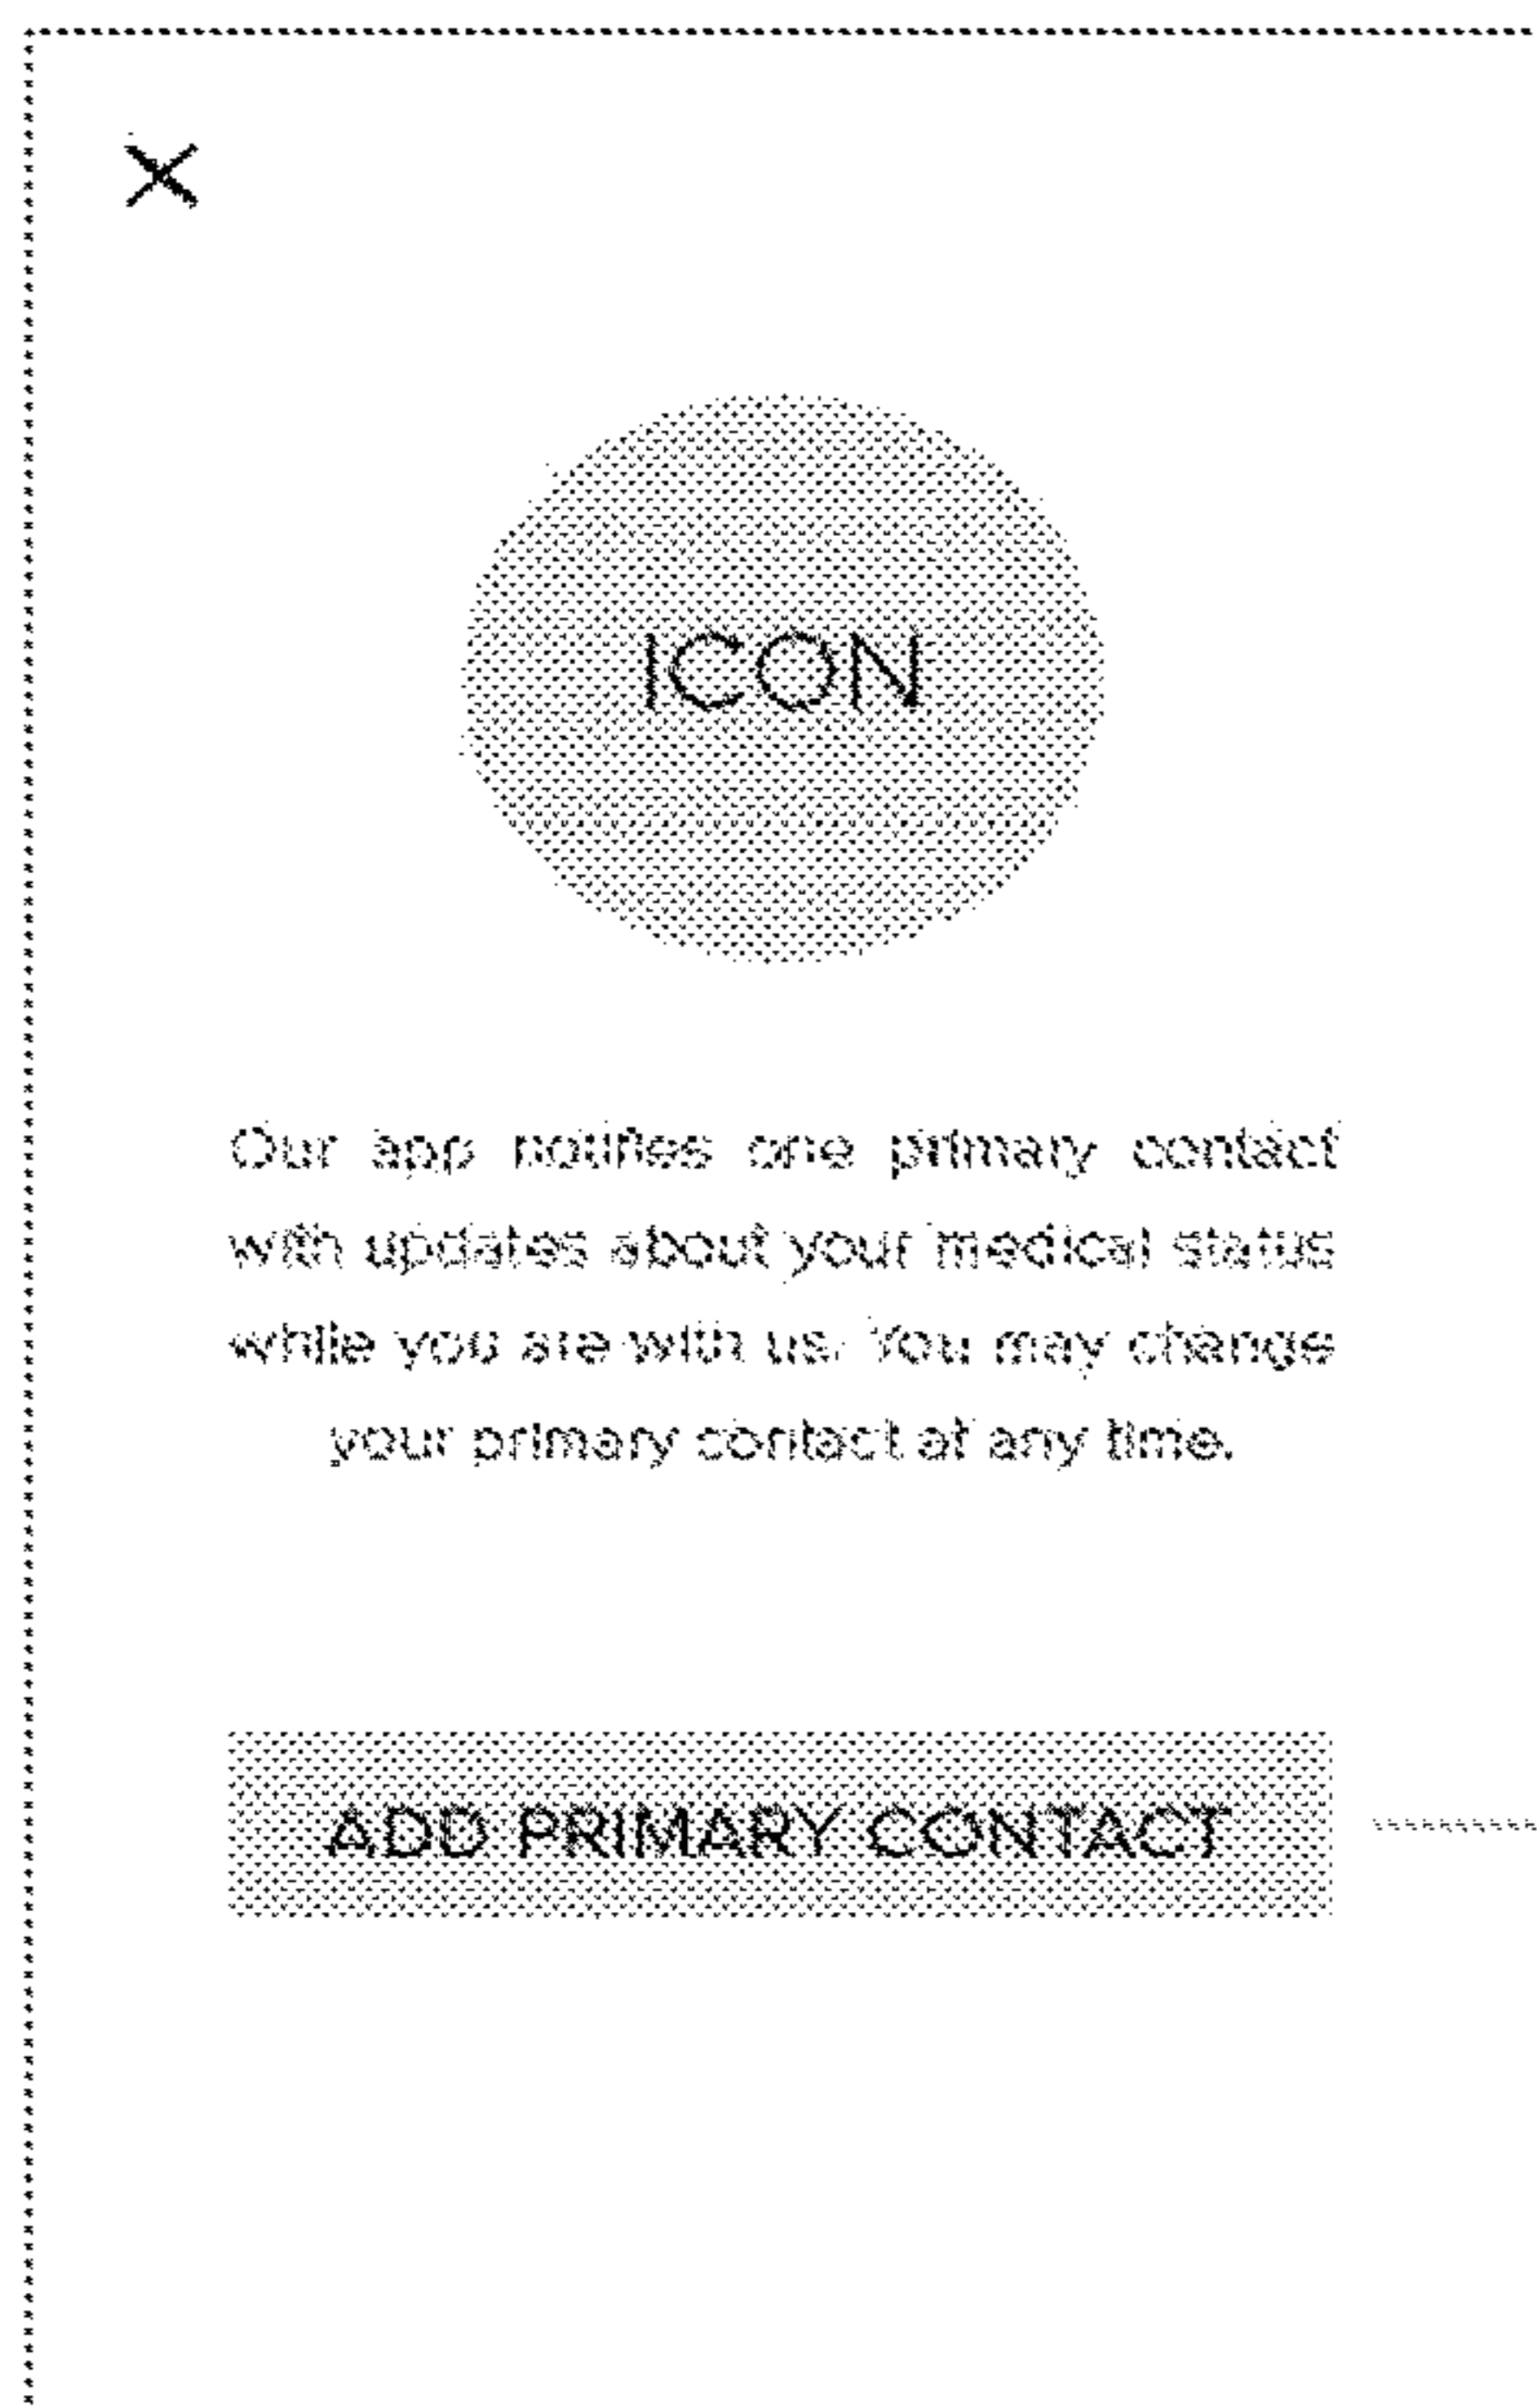 ICON
Our app notifies one primary contact
with updates about your medical status
while you are with us. You may change
your primary contact at any time.
ADD PRIMARY CONTACT